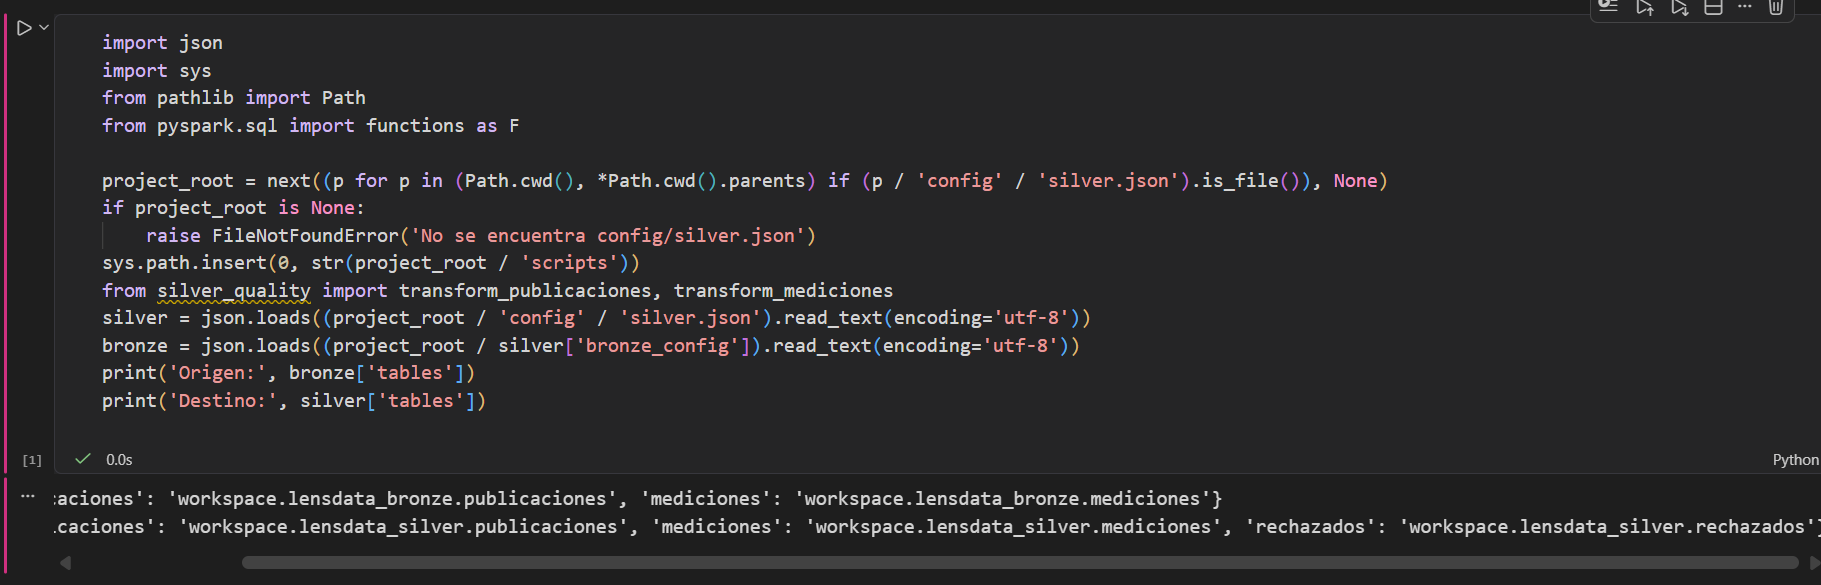 import json
import sys
from pathlib import Path
from pyspark.sql import functions as F
project_root = next((p for p in (Path.cwd(), *Path.cwd().parents) if (p / 'config' / 'silver.json').is_file()), None)
if project_root is None:
    raise FileNotFoundError('No se encuentra config/silver.json')
sys.path.insert(0, str(project_root / 'scripts'))
from silver_quality import transform_publicaciones, transform_mediciones
silver = json.loads((project_root / 'config' / 'silver.json').read_text(encoding='utf-8'))
bronze = json.loads((project_root / silver['bronze_config']).read_text(encoding='utf-8'))
print('Origen:', bronze['tables'])
print('Destino:', silver['tables'])
[1] 0.0s Python
caciones': 'workspace.lensdata_bronze.publicaciones', 'mediciones': 'workspace.lensdata_bronze.mediciones'}
caciones': 'workspace.lensdata_silver.publicaciones', 'mediciones': 'workspace.lensdata_silver.mediciones', 'rechazados': 'workspace.lensdata_silver.rechazados'}